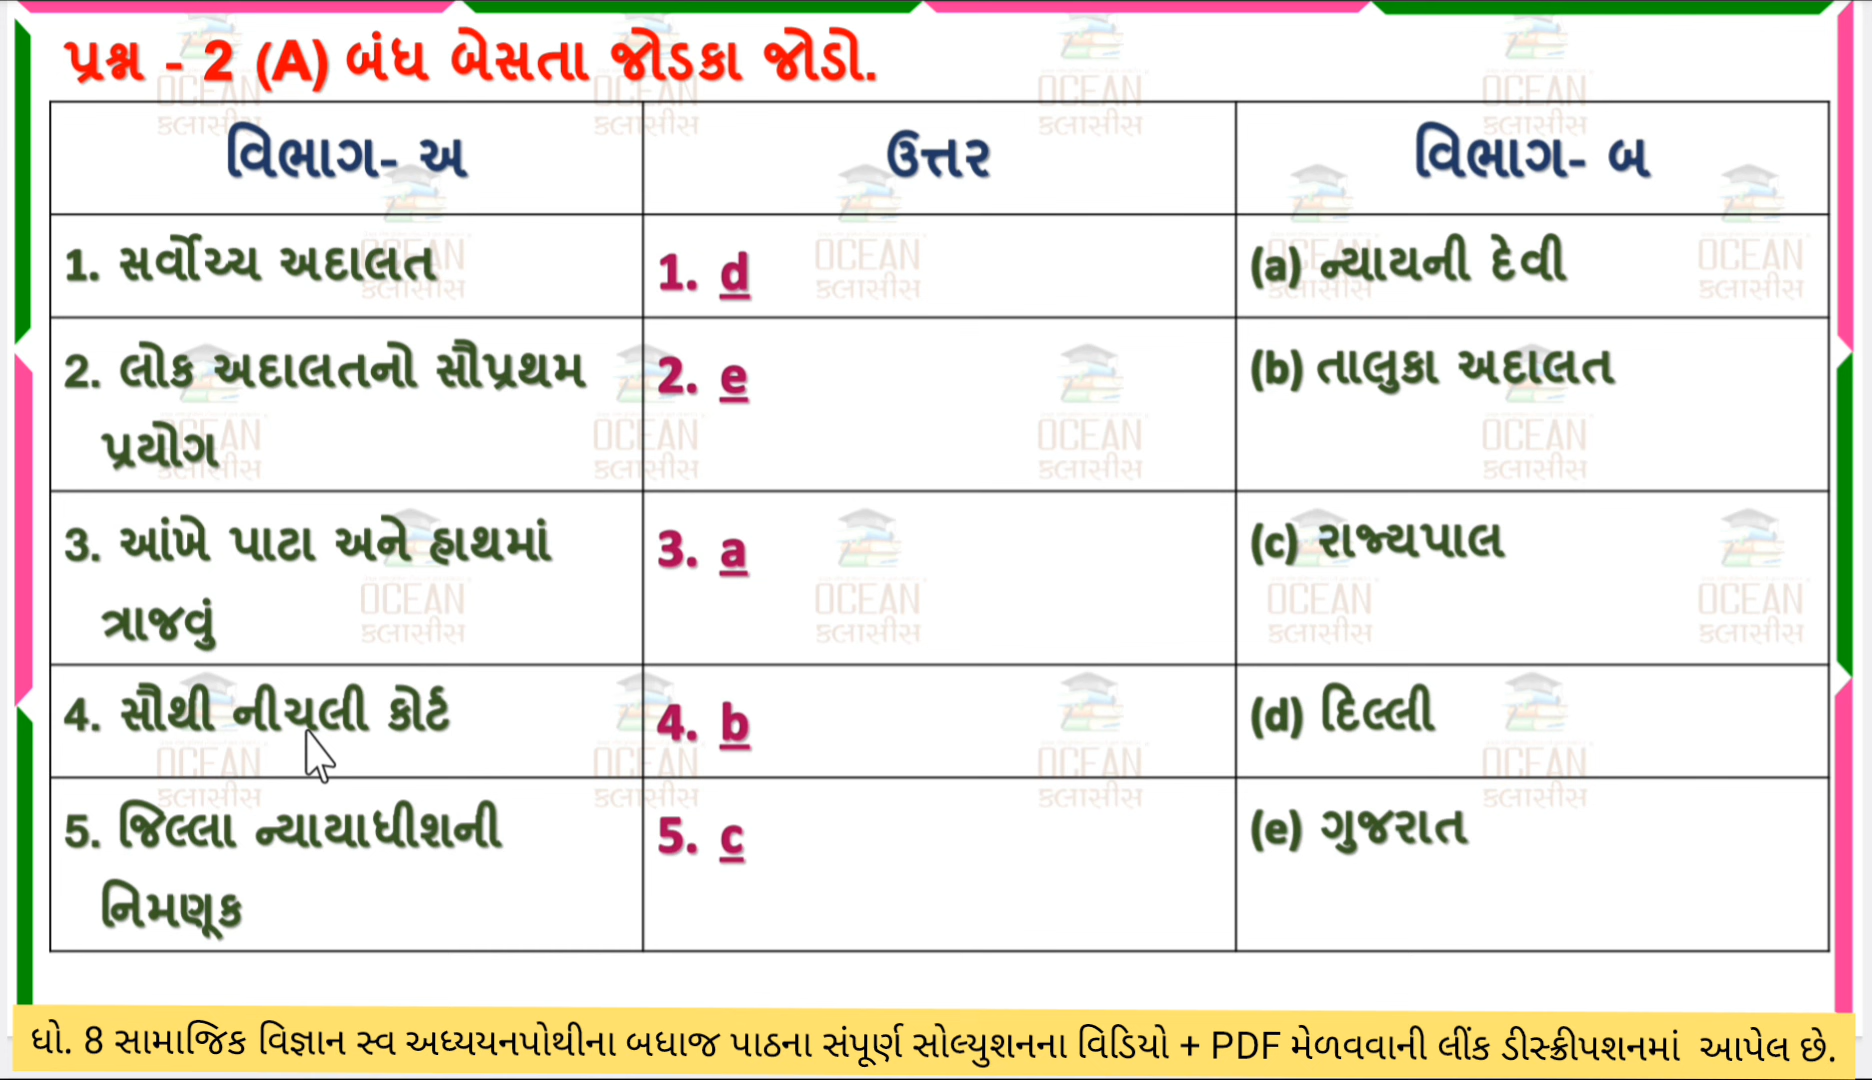 પ્રશ્ન - 2 (A) બંધ બેસતા જોડકા જોડો.
વિભાગ- અ
ઉત્તર
વિભાગ- બ
1. સર્વોચ્ચ અદાલત
1. d
(a) ન્યાયની દેવી
2. લોક અદાલતનો સૌપ્રથમ
પ્રયોગ
2. e
(b) તાલુકા અદાલત
3. આંખે પાટા અને હાથમાં
ત્રાજવું
3. a
(c) રાજ્યપાલ
4. સૌથી નીચલી કોર્ટ
4. b
(d) દિલ્લી
5. જિલ્લા ન્યાયાધીશની
નિમણૂક
5. c
(e) ગુજરાત
ધો. 8 સામાજિક વિજ્ઞાન સ્વ અધ્યયનપોથીના બધાજ પાઠના સંપૂર્ણ સોલ્યુશનના વિડિયો + PDF મેળવવાની લીંક ડીસ્ક્રીપશનમાં આપેલ છે.
OCEAN
કલાસીસ